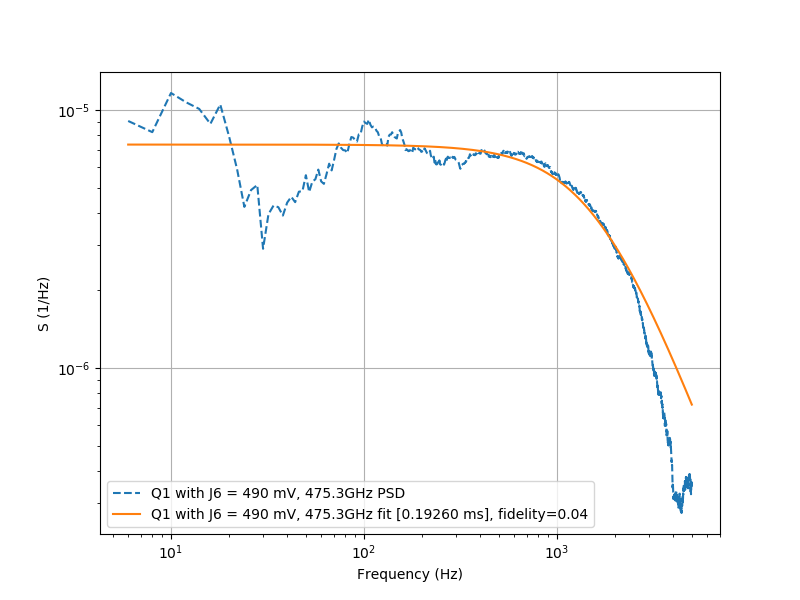 10⁻⁵
10⁻⁶
S (1/Hz)
Q1 with J6 = 490 mV, 475.3GHz PSD
Q1 with J6 = 490 mV, 475.3GHz fit [0.19260 ms], fidelity=0.04
10¹
10²
10³
Frequency (Hz)